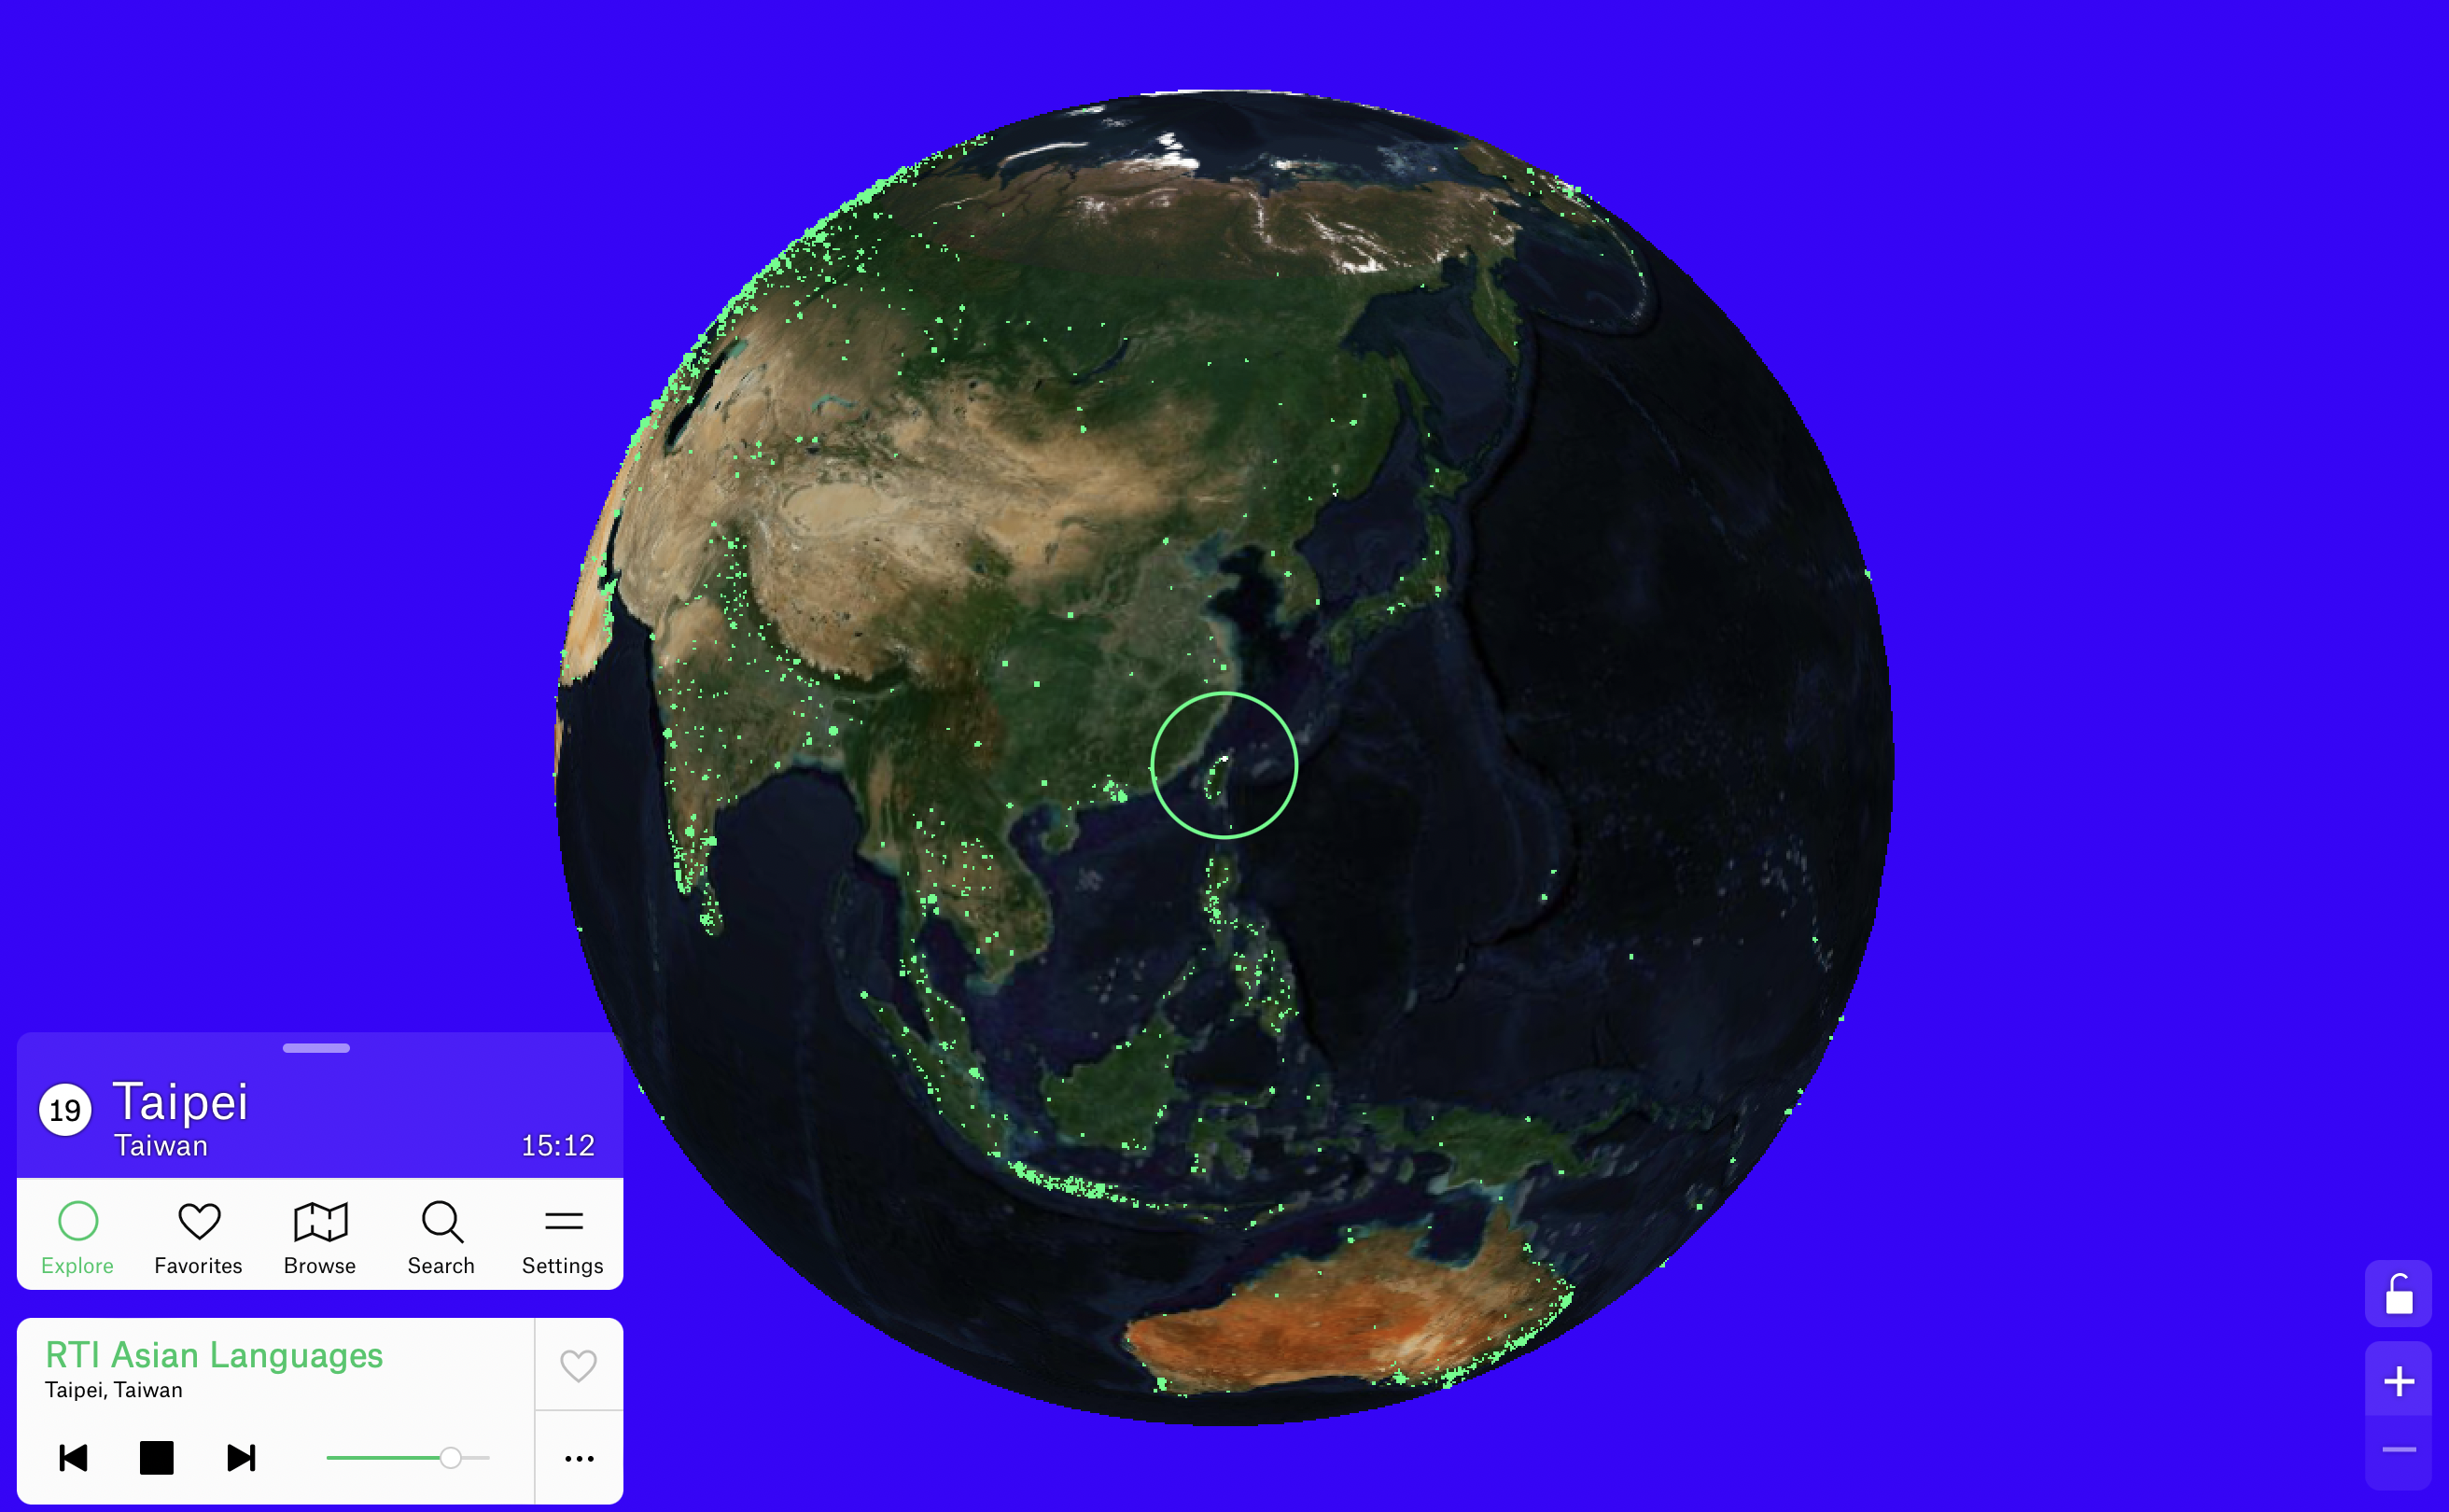 19
Taipei
Taiwan
15:12
Explore
Favorites
Browse
Search
Settings
RTI Asian Languages
Taipei, Taiwan